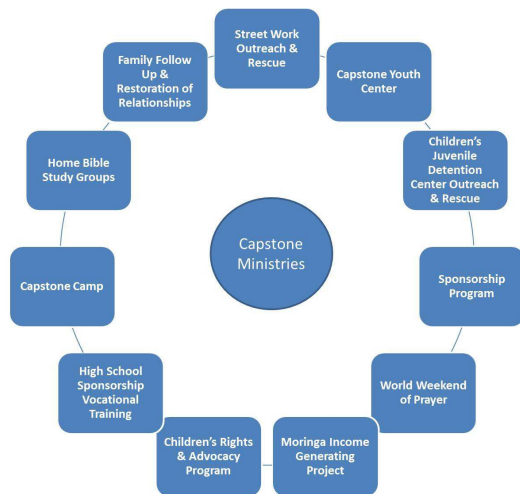 Street Work
Outreach &
Rescue
Capstone Youth
Center
Children's
Juvenile
Detention
Center Outreach
& Rescue
Sponsorship
Program
World Weekend
of Prayer
Moringa Income
Generating
Project
Children's Rights
& Advocacy
Program
High School
Sponsorship
Vocational
Training
Capstone Camp
Home Bible
Study Groups
Family Follow
Up &
Restoration of
Relationships
Capstone
Ministries